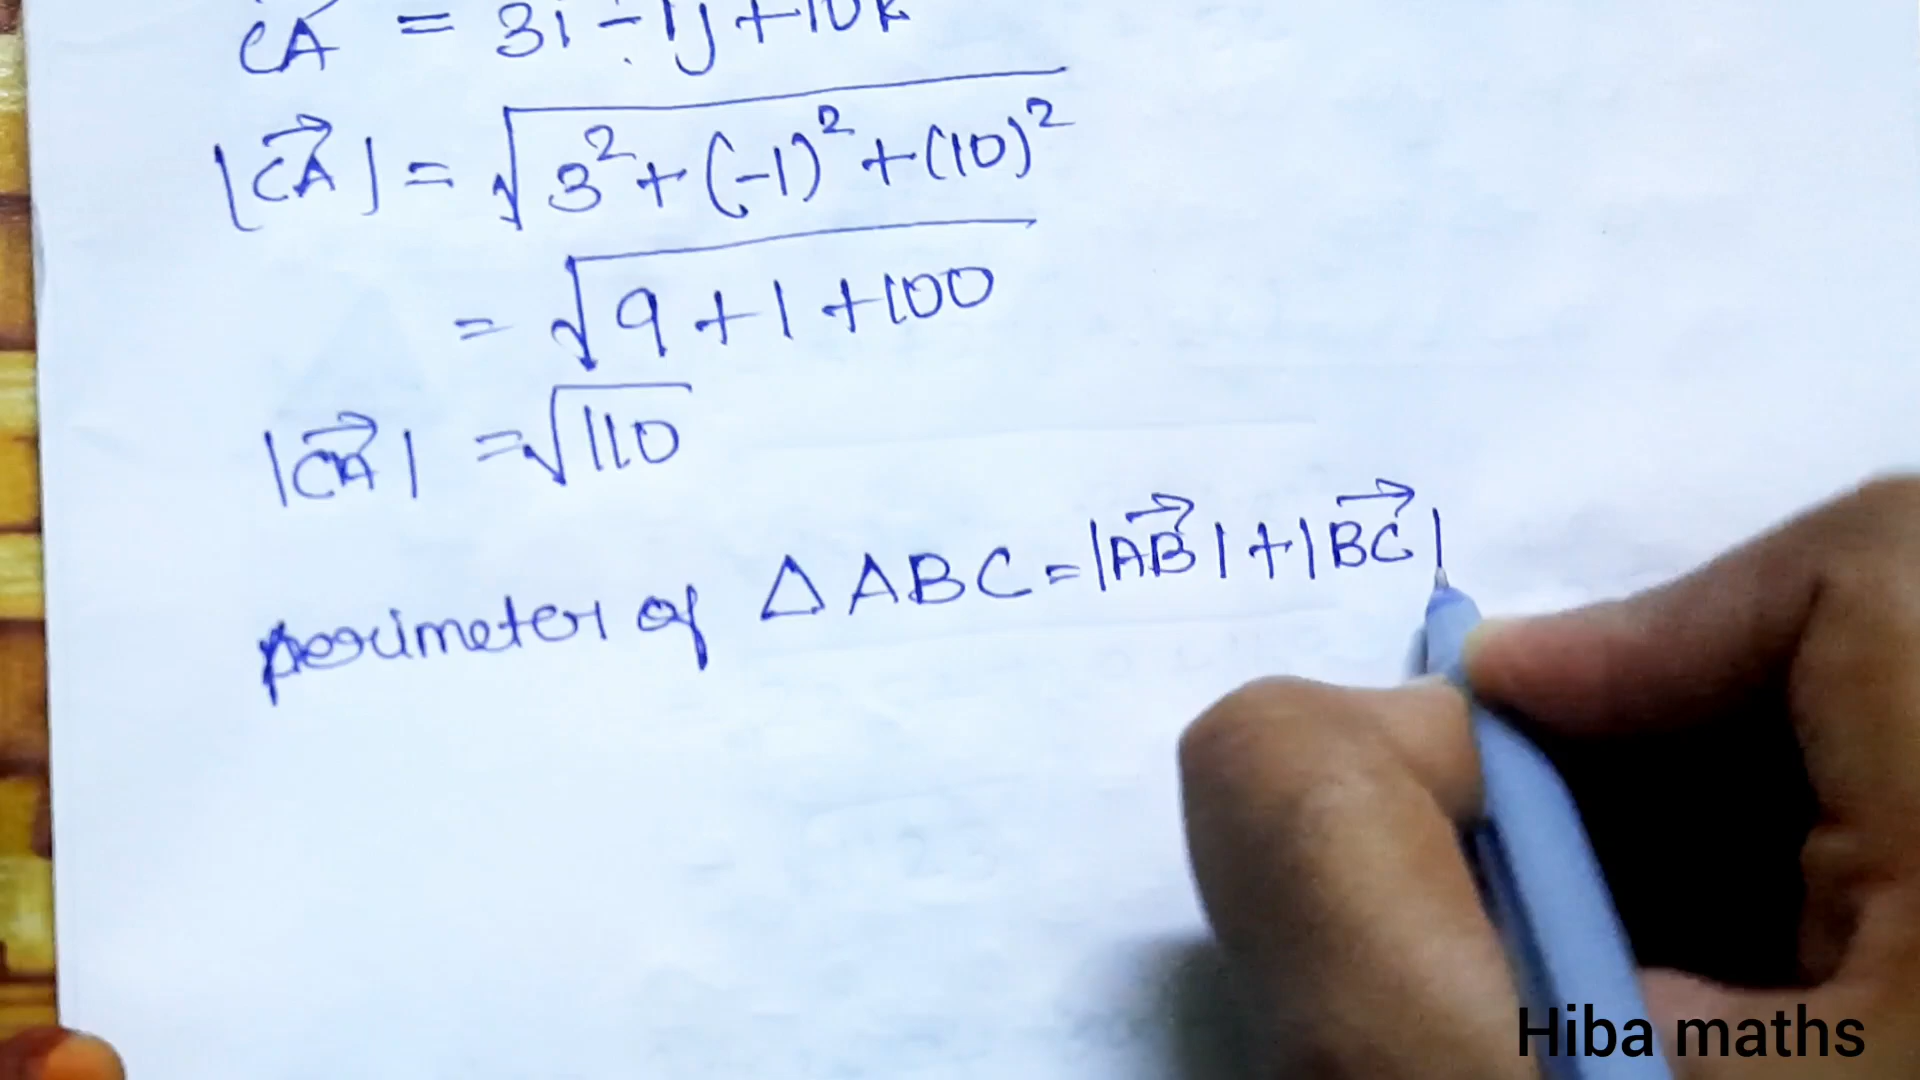 CA = 3i - 1j + 10k
|CA| = √3² + (-1)² + (10)²
= √9 + 1 + 100
|CA| = √110
perimeter of △ ABC = |AB| + |BC|
Hiba maths